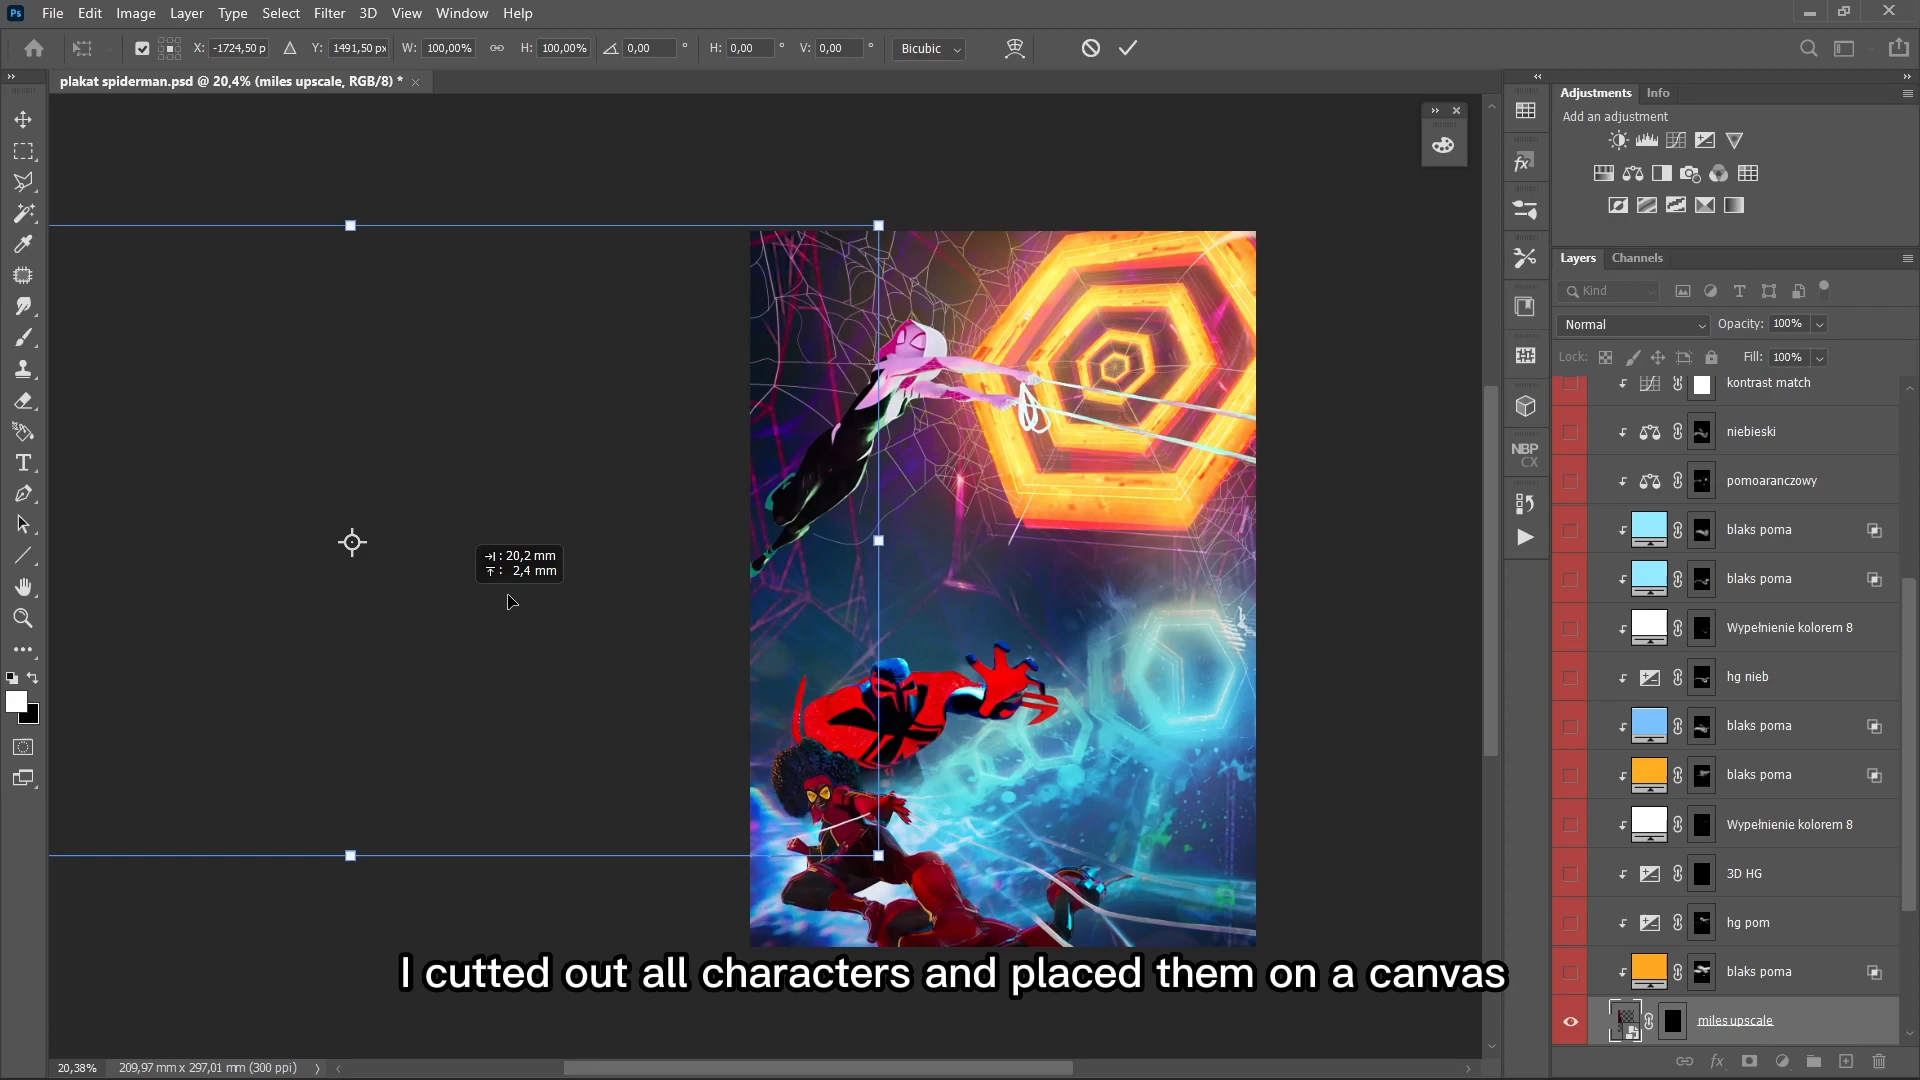 Ps File Edit Image Layer Type Select Filter 3D View Window Help
X: -1724,50 p Y: 1491,50 px W: 100,00% H: 100,00% 0,00 ° H: 0,00 ° V: 0,00 ° Bicubic
plakat spiderman.psd @ 20,4% (miles upscale, RGB/8) *
Adjustments Info
Add an adjustment
Layers Channels
Kind
Normal Opacity: 100%
Lock: Fill: 100%
kontrast match
niebieski
pomoaranczowy
blaks poma
blaks poma
Wypełnienie kolorem 8
hg nieb
blaks poma
blaks poma
Wypełnienie kolorem 8
3D HG
hg pom
blaks poma
miles upscale
NBP
CX
fx
: 20,2 mm
: 2,4 mm
I cutted out all characters and placed them on a canvas
20,38% 209,97 mm x 297,01 mm (300 ppi)
fx